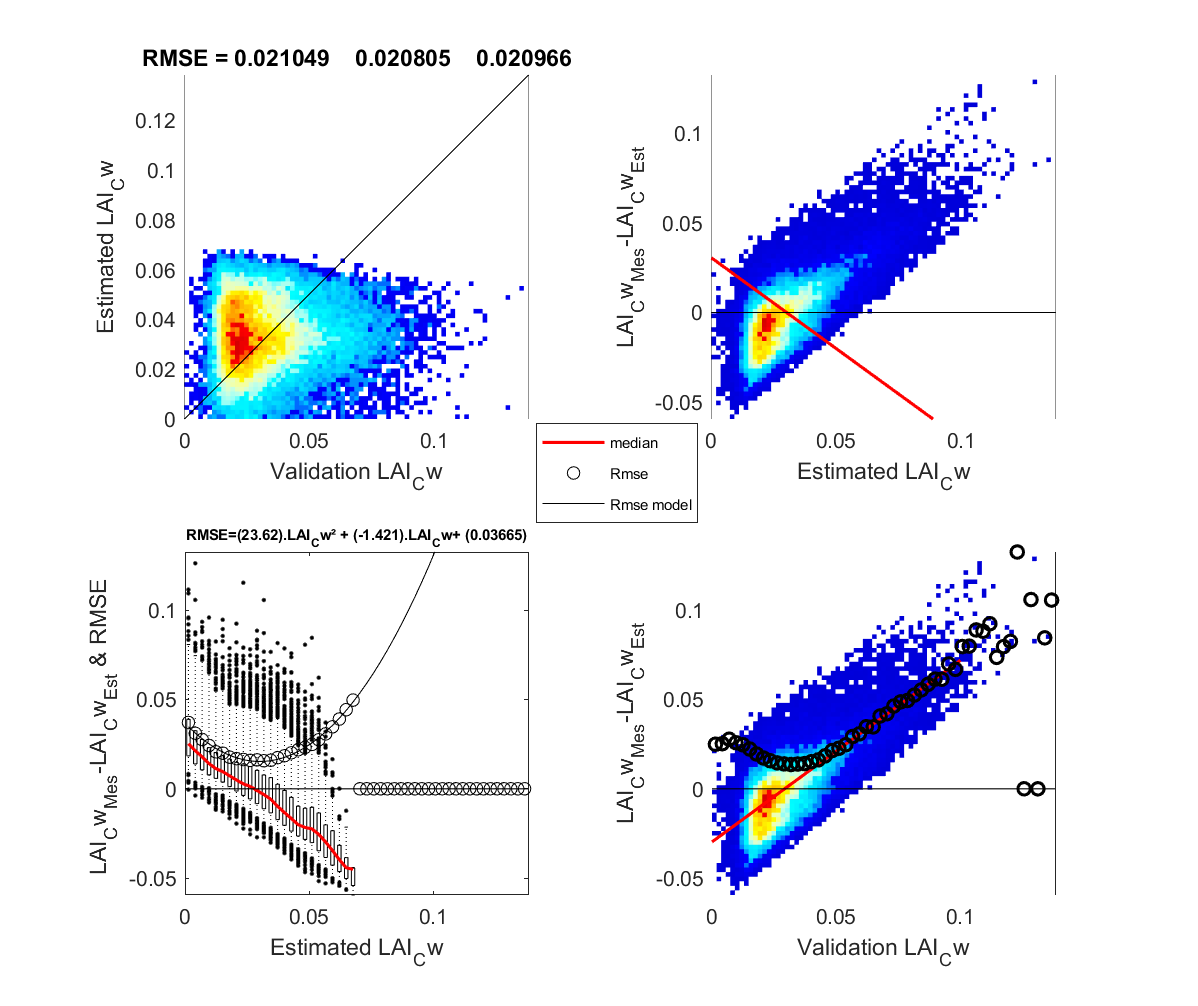 RMSE = 0.021049 0.020805 0.020966
Estimated LAI_Cw
0.12
0.1
0.08
0.06
0.04
0.02
0
0 0.05 0.1
Validation LAI_Cw
LAI_Cw_Mes-LAI_Cw_Est
0.1
0.05
0
-0.05
0 0.05 0.1
Estimated LAI_Cw
median
Rmse
Rmse model
RMSE=(23.62).LAI_Cw² + (-1.421).LAI_Cw+ (0.03665)
LAI_Cw_Mes-LAI_Cw_Est & RMSE
0.1
0.05
0
-0.05
0 0.05 0.1
Estimated LAI_Cw
LAI_Cw_Mes-LAI_Cw_Est
0.1
0.05
0
-0.05
0 0.05 0.1
Validation LAI_Cw